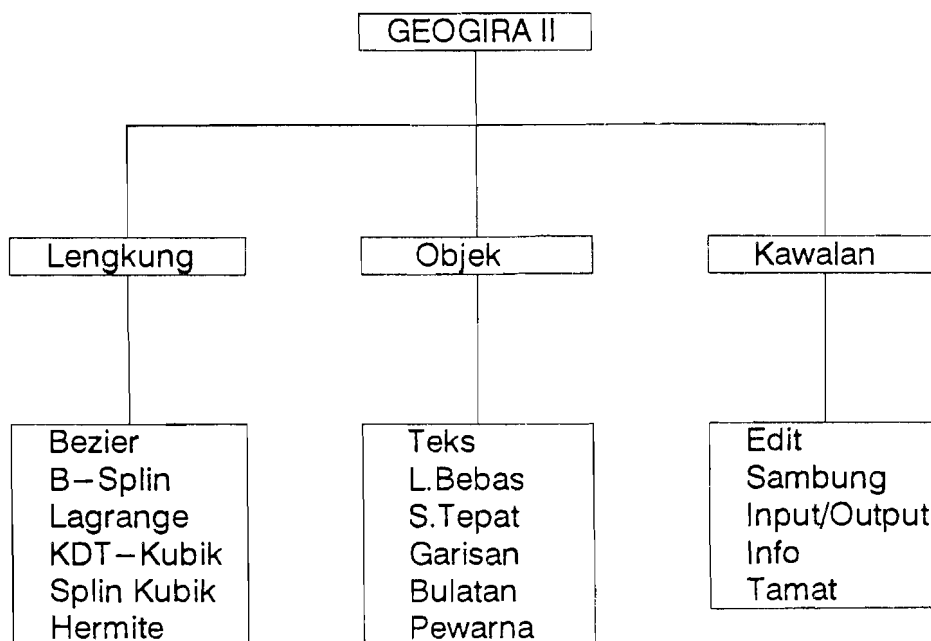 GEOGIRA II
Lengkung
Objek
Kawalan
Bezier
B-Splin
Lagrange
KDT-Kubik
Splin Kubik
Hermite
Teks
L.Bebas
S.Tepat
Garisan
Bulatan
Pewarna
Edit
Sambung
Input/Output
Info
Tamat